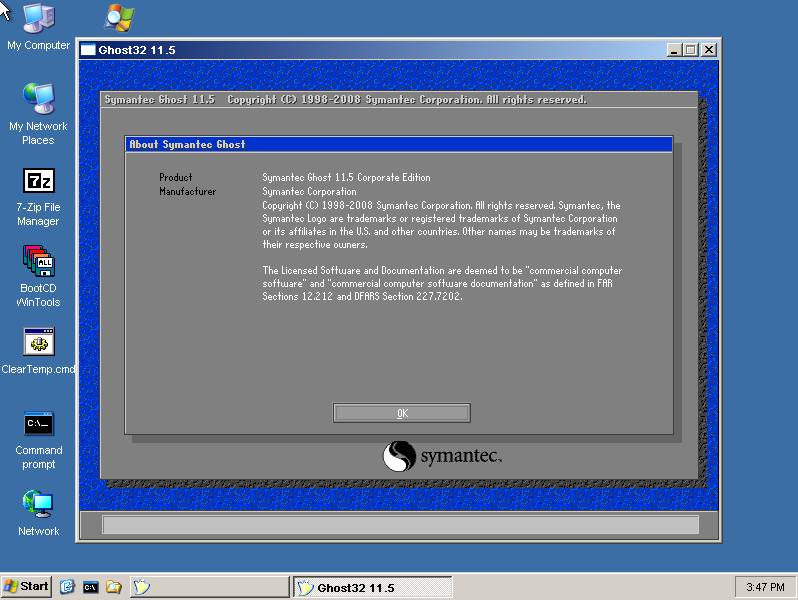 My Computer
My Network
Places
7-Zip File
Manager
BootCD
WinTools
ClearTemp.cmd
Command
prompt
Network
Ghost32 11.5
Symantec Ghost 11.5 Copyright (C) 1998-2008 Symantec Corporation. All rights reserved.
About Symantec Ghost
Product Symantec Ghost 11.5 Corporate Edition
Manufacturer Symantec Corporation
Copyright (C) 1998-2008 Symantec Corporation. All rights reserved. Symantec, the
Symantec Logo are trademarks or registered trademarks of Symantec Corporation
or its affiliates in the U.S. and other countries. Other names may be trademarks of
their respective owners.
The Licensed Software and Documentation are deemed to be "commercial computer
software" and "commercial computer software documentation" as defined in FAR
Sections 12.212 and DFARS Section 227.7202.
OK
symantec.
Start
Ghost32 11.5
3:47 PM
7z
ALL
C:\_
C:\